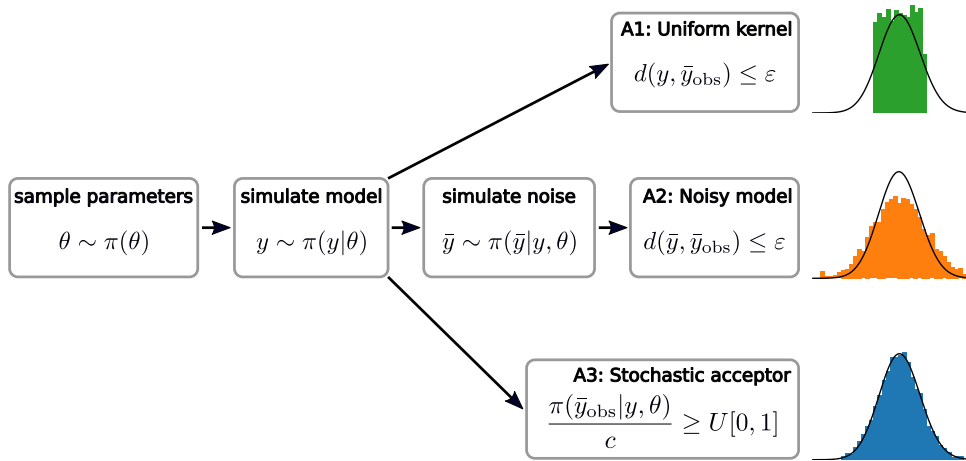 A1: Uniform kernel
d(y, ȳ_obs) ≤ ε
sample parameters
θ ∼ π(θ)
simulate model
y ∼ π(y|θ)
simulate noise
ȳ ∼ π(ȳ|y, θ)
A2: Noisy model
d(ȳ, ȳ_obs) ≤ ε
A3: Stochastic acceptor
π(ȳ_obs|y, θ)
c
≥ U[0, 1]